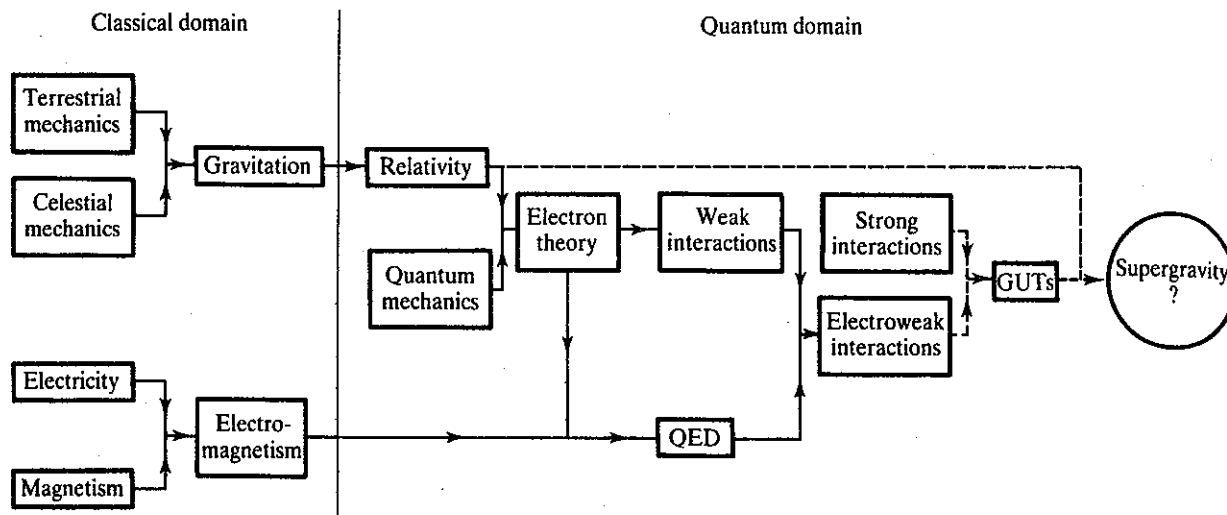 Classical domain
Quantum domain
Terrestrial
mechanics
Gravitation
Relativity
Celestial
mechanics
Electron
theory
Weak
interactions
Strong
interactions
Quantum
mechanics
GUTs
Supergravity
?
Electroweak
interactions
Electricity
Electro-
magnetism
QED
Magnetism